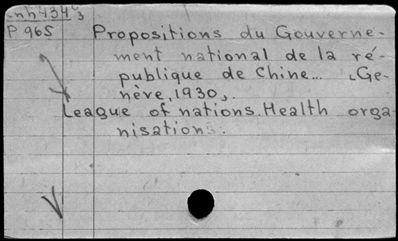 P 965
Propositions du Gouverne-
ment national de la ré-
publique de Chine... (Ge-
nève, 1930).
League of nations. Health orga
nisation.